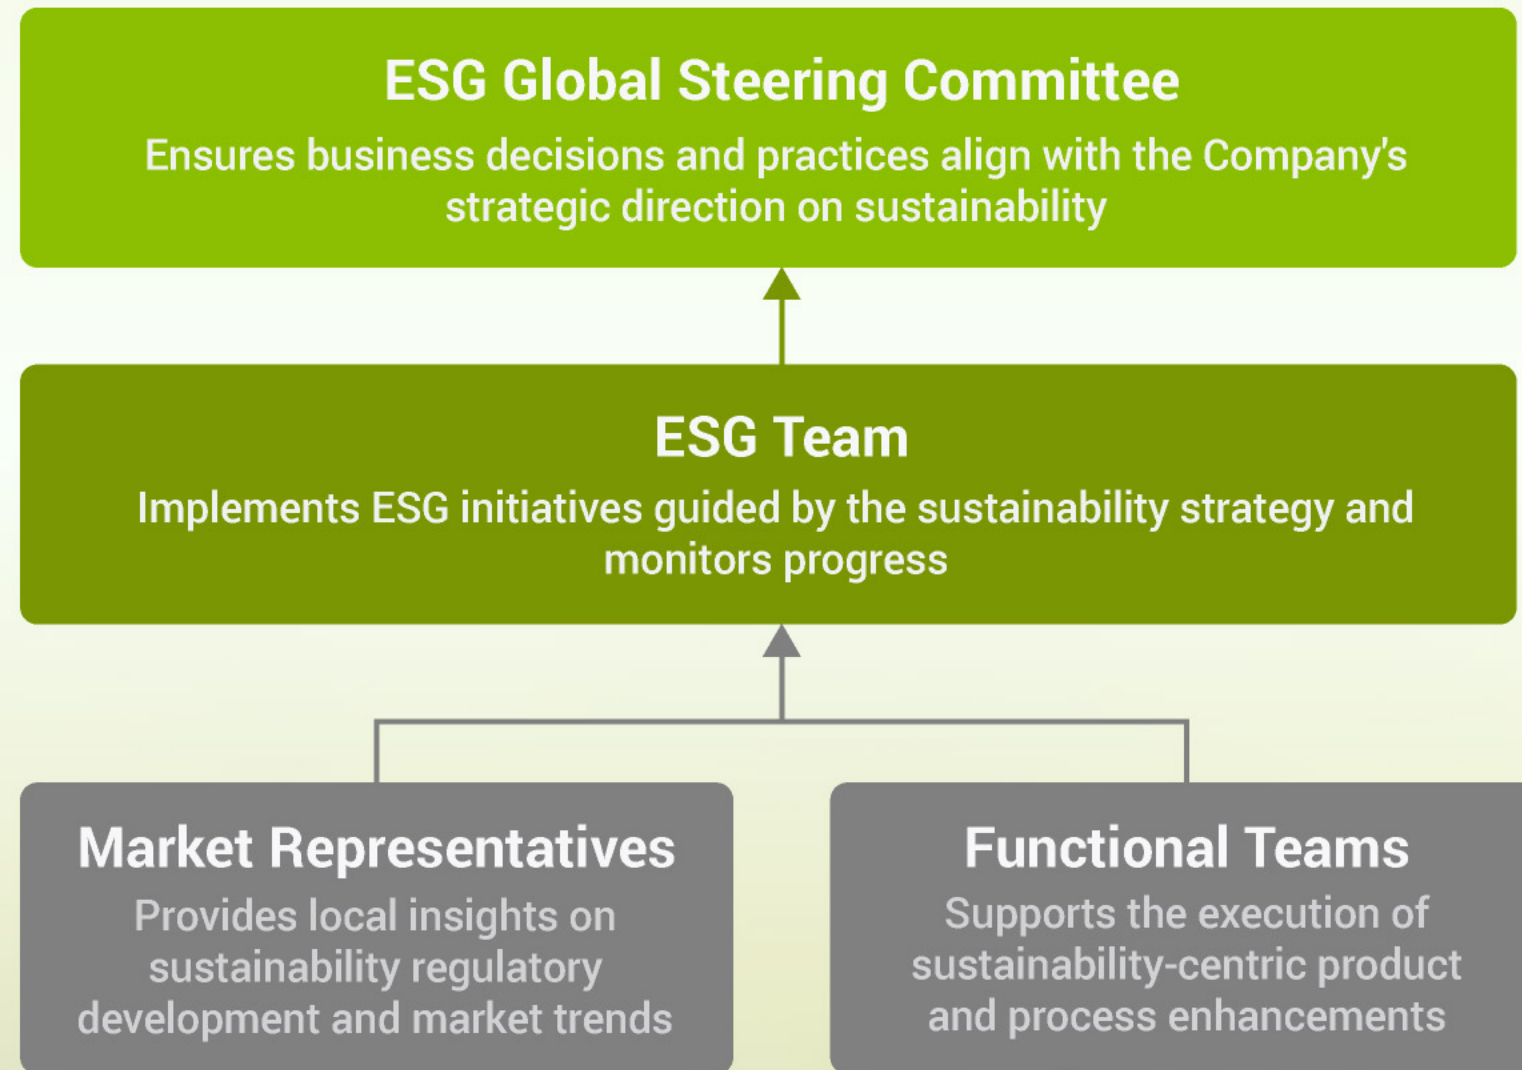 ESG Global Steering Committee
Ensures business decisions and practices align with the Company's
strategic direction on sustainability
ESG Team
Implements ESG initiatives guided by the sustainability strategy and
monitors progress
Market Representatives
Provides local insights on
sustainability regulatory
development and market trends
Functional Teams
Supports the execution of
sustainability-centric product
and process enhancements